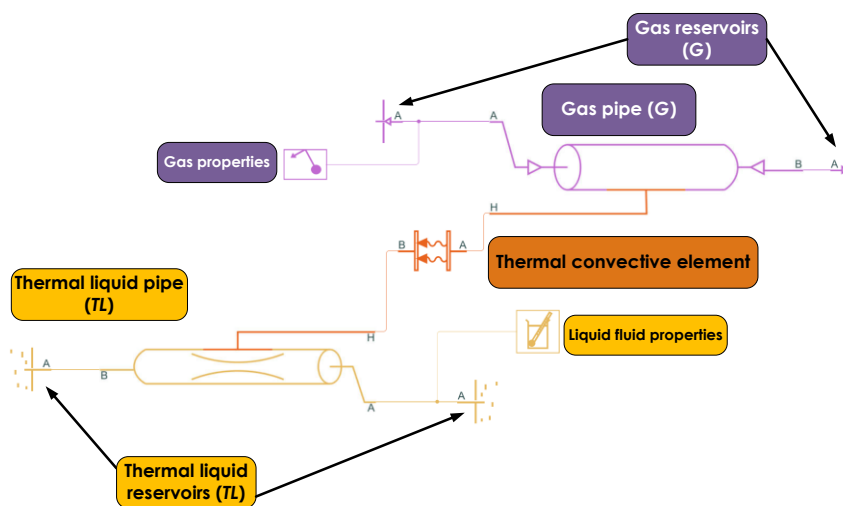 Gas reservoirs
(G)
Gas pipe (G)
A
A
Gas properties
B
A
H
B
A
Thermal convective element
Thermal liquid pipe
(TL)
H
Liquid fluid properties
A
B
A
A
Thermal liquid
reservoirs (TL)